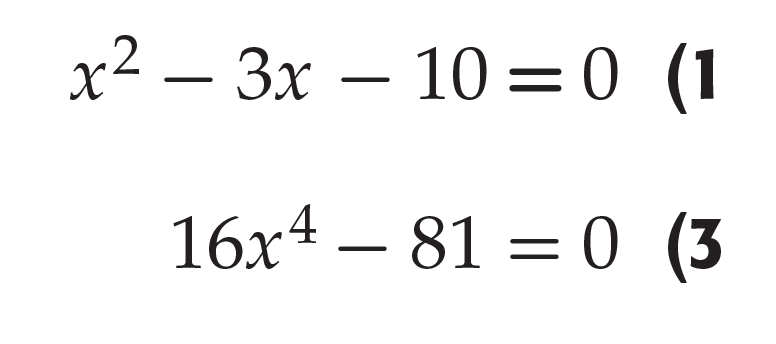 x² − 3x − 10 = 0 (1
16x⁴ − 81 = 0 (3